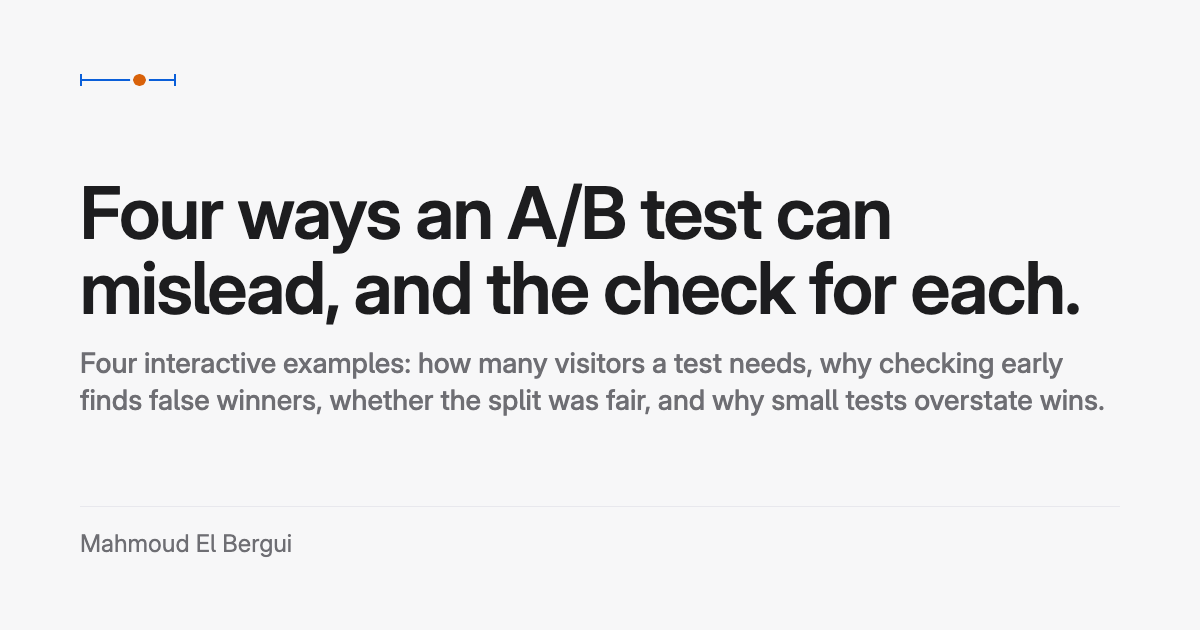 Four ways an A/B test can
mislead, and the check for each.
Four interactive examples: how many visitors a test needs, why checking early
finds false winners, whether the split was fair, and why small tests overstate wins.
Mahmoud El Bergui